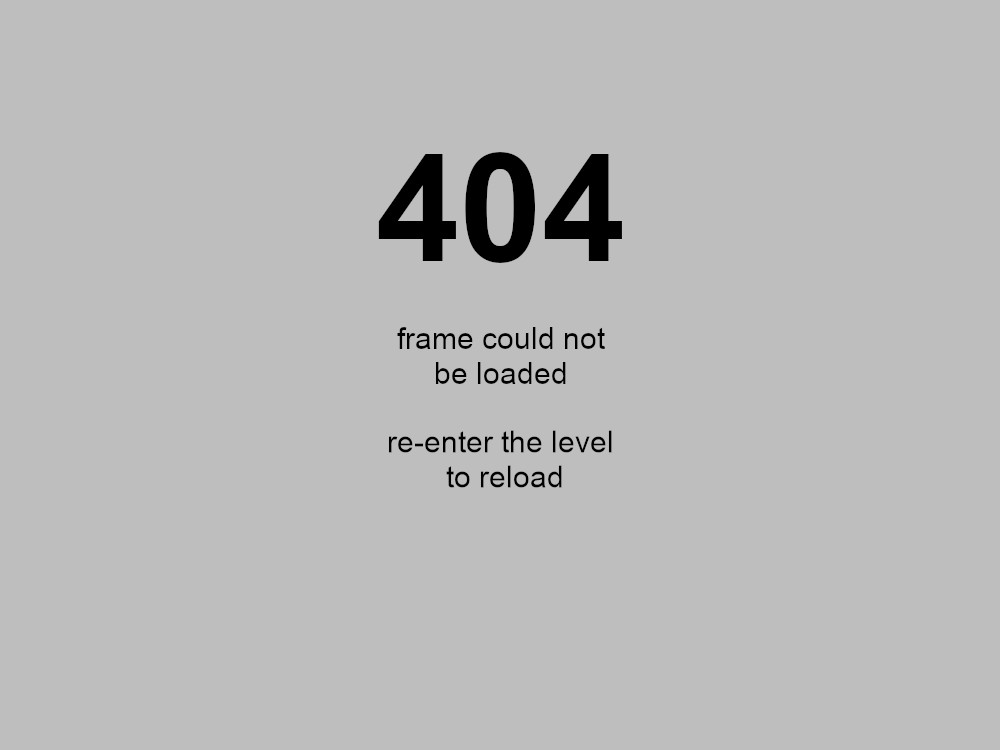 404
frame could not
be loaded
re-enter the level
to reload